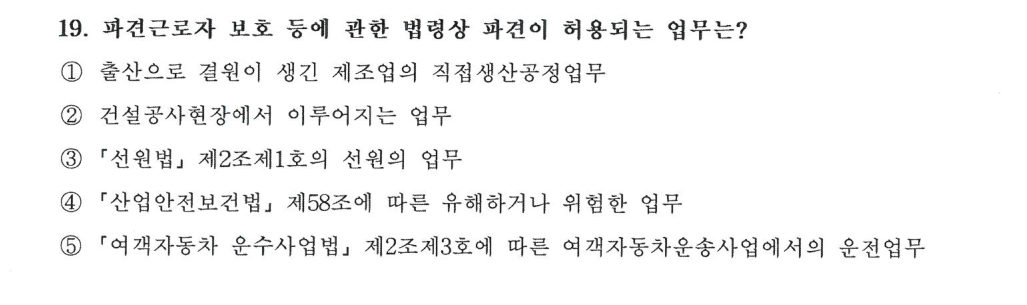 19. 파견근로자 보호 등에 관한 법령상 파견이 허용되는 업무는?
① 출산으로 결원이 생긴 제조업의 직접생산공정업무
② 건설공사현장에서 이루어지는 업무
③ 「선원법」 제2조제1호의 선원의 업무
④ 「산업안전보건법」 제58조에 따른 유해하거나 위험한 업무
⑤ 「여객자동차 운수사업법」 제2조제3호에 따른 여객자동차운송사업에서의 운전업무